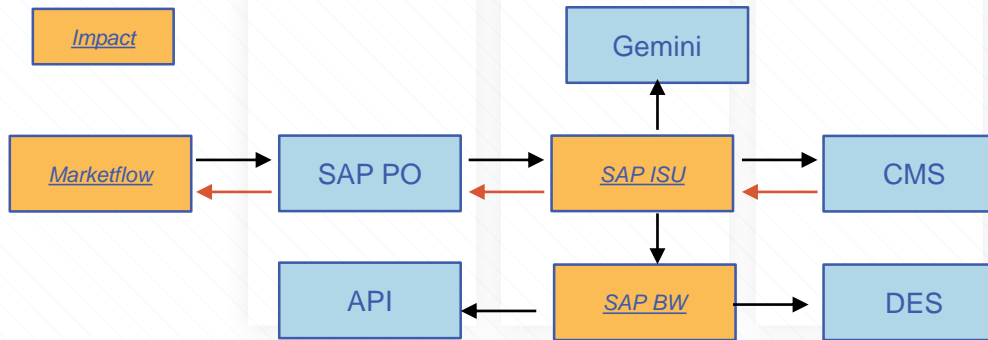 Impact
Gemini
Marketflow
SAP PO
SAP ISU
CMS
API
SAP BW
DES